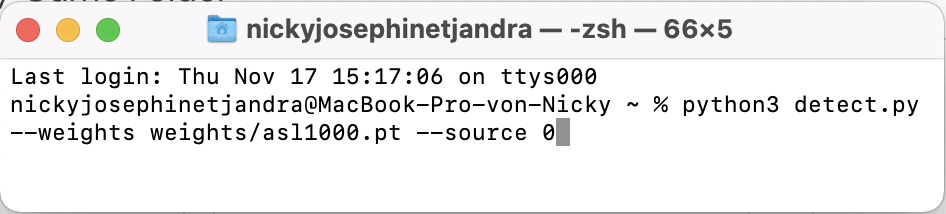 nickyjosephinetjandra — -zsh — 66×5
Last login: Thu Nov 17 15:17:06 on ttys000
nickyjosephinetjandra@MacBook-Pro-von-Nicky ~ % python3 detect.py
--weights weights/asl1000.pt --source 0